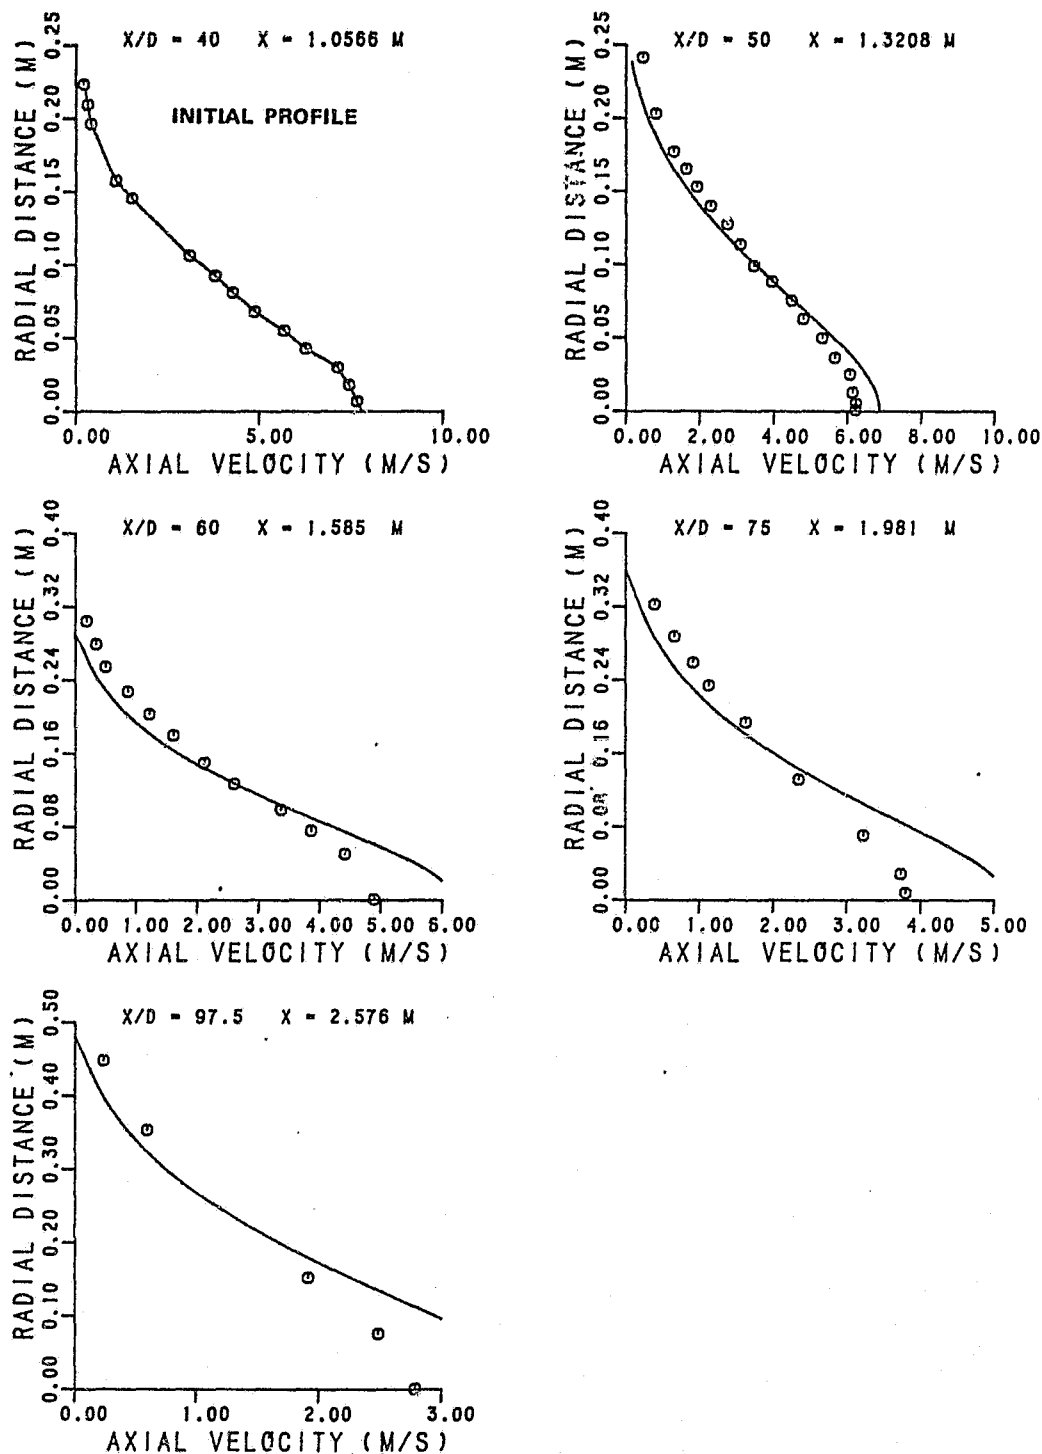 X/D = 40 X = 1.0566 M
INITIAL PROFILE
RADIAL DISTANCE (M)
0.00 0.05 0.10 0.15 0.20 0.25
0.00 5.00 10.00
AXIAL VELOCITY (M/S)
X/D = 50 X = 1.3208 M
RADIAL DISTANCE (M)
0.00 0.05 0.10 0.15 0.20 0.25
0.00 2.00 4.00 6.00 8.00 10.00
AXIAL VELOCITY (M/S)
X/D = 60 X = 1.585 M
RADIAL DISTANCE (M)
0.00 0.08 0.16 0.24 0.32 0.40
0.00 1.00 2.00 3.00 4.00 5.00 6.00
AXIAL VELOCITY (M/S)
X/D = 75 X = 1.981 M
RADIAL DISTANCE (M)
0.00 0.08 0.16 0.24 0.32 0.40
0.00 1.00 2.00 3.00 4.00 5.00
AXIAL VELOCITY (M/S)
X/D = 97.5 X = 2.576 M
RADIAL DISTANCE (M)
0.00 0.10 0.20 0.30 0.40 0.50
0.00 1.00 2.00 3.00
AXIAL VELOCITY (M/S)